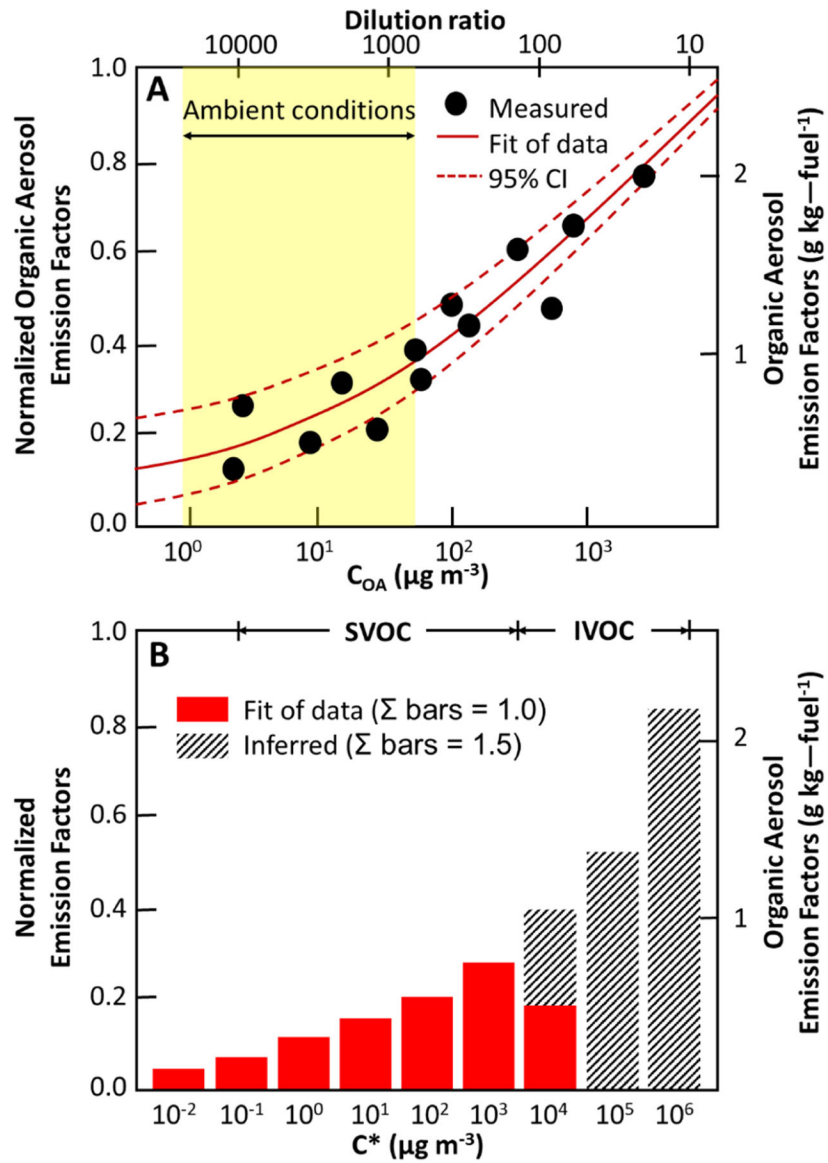 Dilution ratio
10000 1000 100 10
A
1.0
0.8
0.6
0.4
0.2
0.0
Normalized Organic Aerosol
Emission Factors
Ambient conditions
Measured
Fit of data
95% CI
2
1
Organic Aerosol
Emission Factors (g kg—fuel⁻¹)
10⁰ 10¹ 10² 10³
C_OA (µg m⁻³)
B
SVOC IVOC
1.0
0.8
0.6
0.4
0.2
0.0
Normalized
Emission Factors
Fit of data (Σ bars = 1.0)
Inferred (Σ bars = 1.5)
2
1
Organic Aerosol
Emission Factors (g kg—fuel⁻¹)
10⁻² 10⁻¹ 10⁰ 10¹ 10² 10³ 10⁴ 10⁵ 10⁶
C* (µg m⁻³)